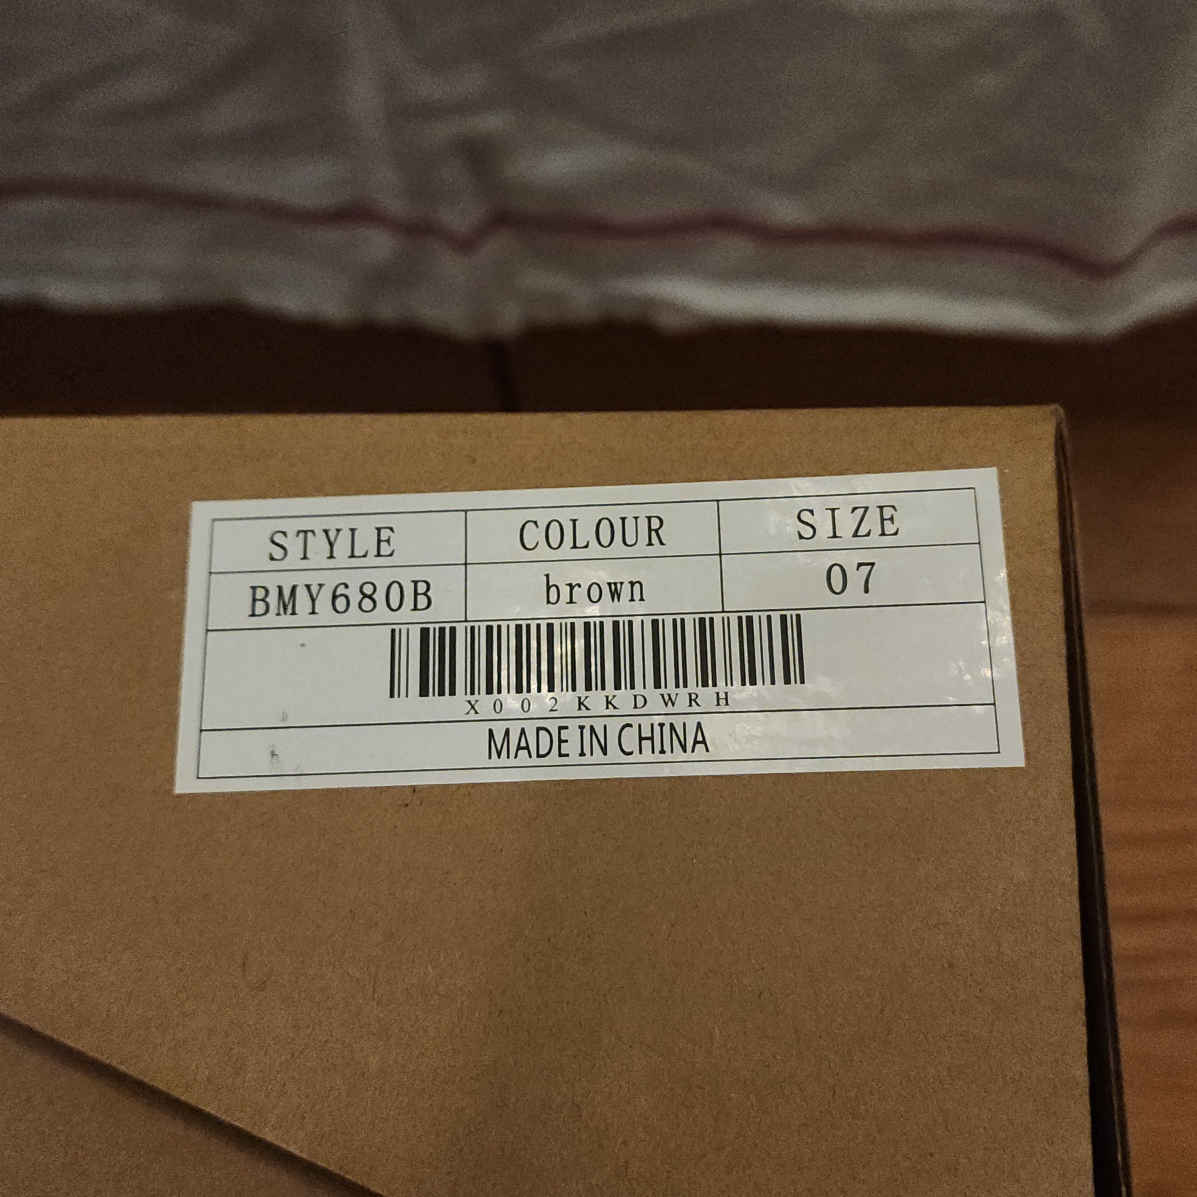 STYLE COLOUR SIZE
BMY680B brown 07
X002KKDWRH
MADE IN CHINA